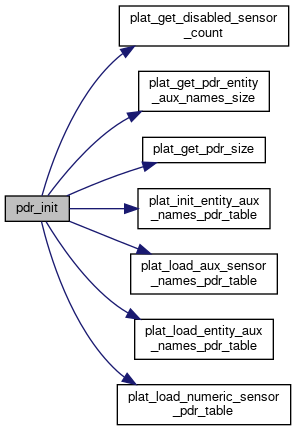 pdr_init
plat_get_disabled_sensor
_count
plat_get_pdr_entity
_aux_names_size
plat_get_pdr_size
plat_init_entity_aux
_names_pdr_table
plat_load_aux_sensor
_names_pdr_table
plat_load_entity_aux
_names_pdr_table
plat_load_numeric_sensor
_pdr_table